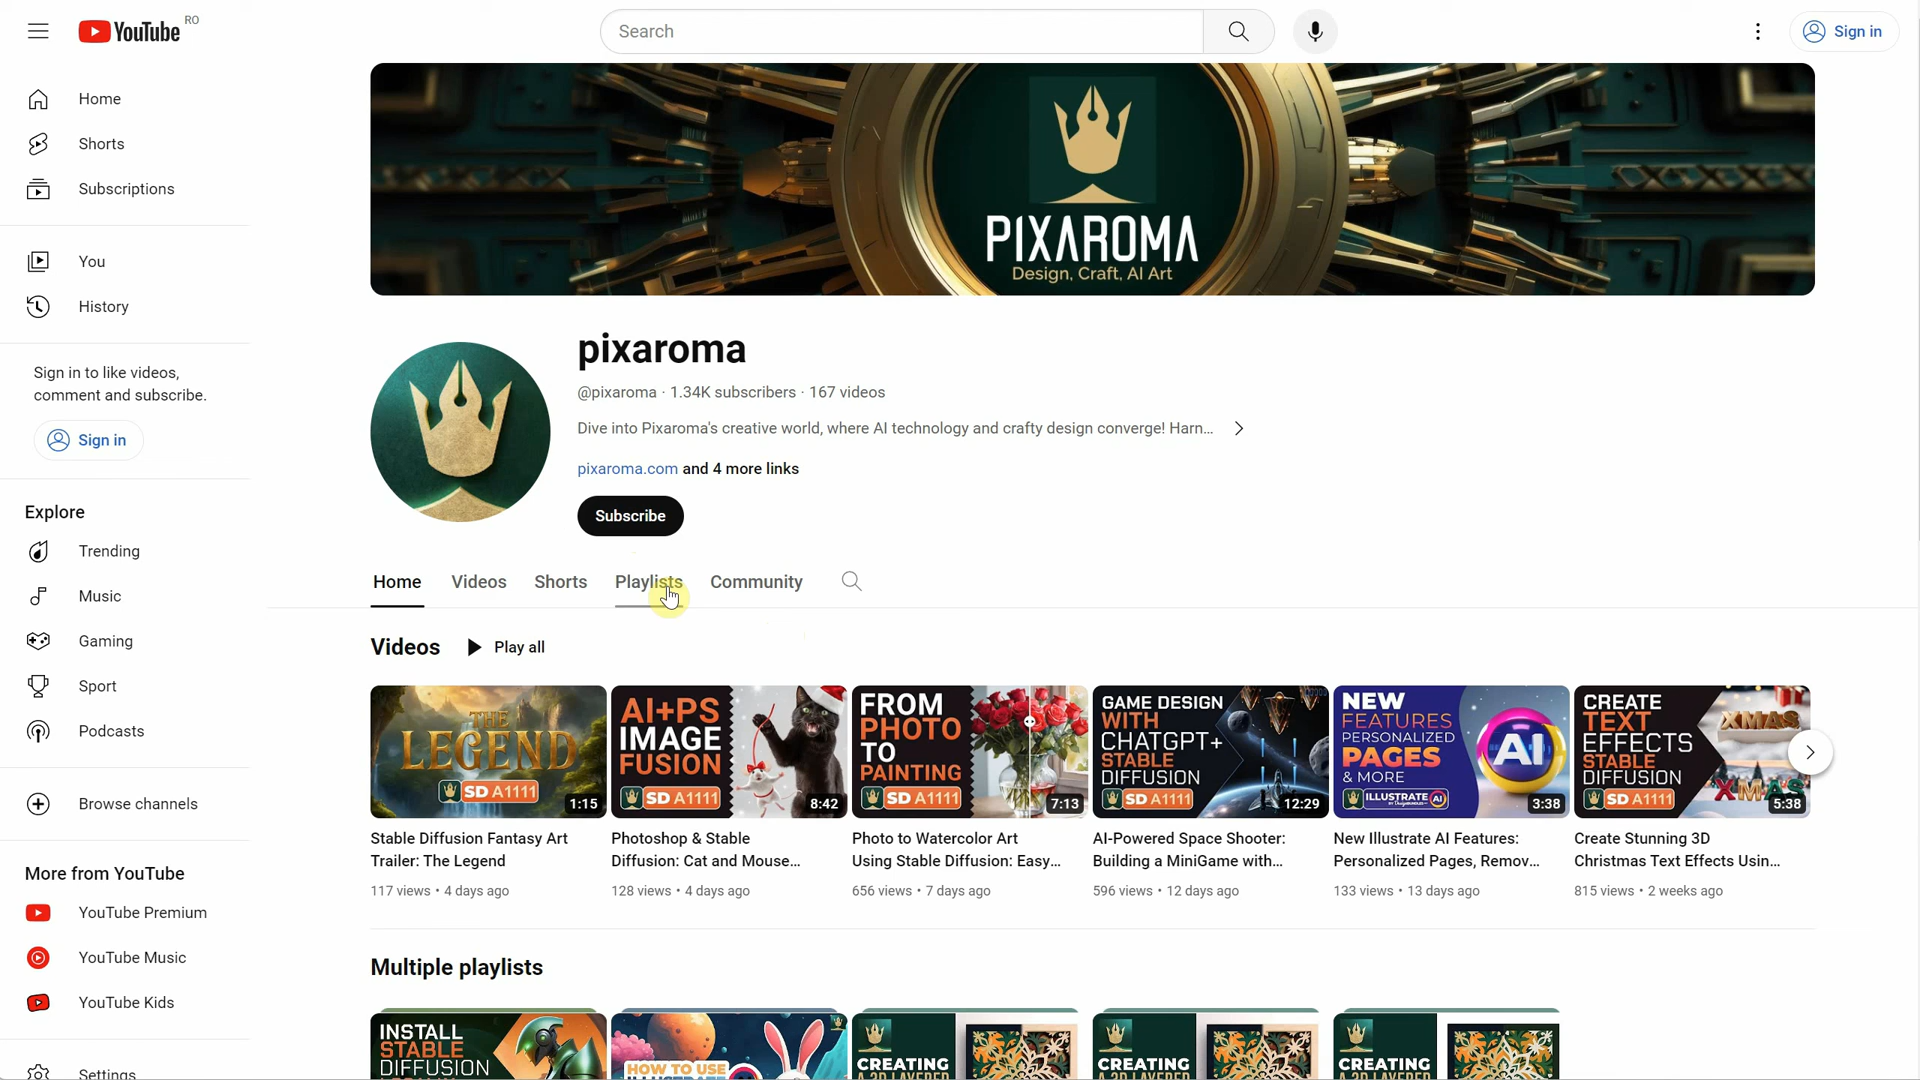 YouTube RO
Search
Sign in
Home
Shorts
Subscriptions
You
History
Sign in to like videos,
comment and subscribe.
Sign in
Explore
Trending
Music
Gaming
Sport
Podcasts
Browse channels
More from YouTube
YouTube Premium
YouTube Music
YouTube Kids
Settings
PIXAROMA
Design, Craft, AI Art
pixaroma
@pixaroma · 1.34K subscribers · 167 videos
Dive into Pixaroma's creative world, where AI technology and crafty design converge! Harn...
pixaroma.com and 4 more links
Subscribe
Home Videos Shorts Playlists Community
Videos Play all
THE
LEGEND
SD A1111
1:15
Stable Diffusion Fantasy Art
Trailer: The Legend
117 views • 4 days ago
AI+PS
IMAGE
FUSION
SD A1111
8:42
Photoshop & Stable
Diffusion: Cat and Mouse...
128 views • 4 days ago
FROM
PHOTO
TO
PAINTING
SD A1111
7:13
Photo to Watercolor Art
Using Stable Diffusion: Easy...
656 views • 7 days ago
GAME DESIGN
WITH
CHATGPT+
STABLE
DIFFUSION
SD A1111
12:29
AI-Powered Space Shooter:
Building a MiniGame with...
596 views • 12 days ago
NEW
FEATURES
PERSONALIZED
PAGES
& MORE
AI
ILLUSTRATE AI
3:38
New Illustrate AI Features:
Personalized Pages, Remov...
133 views • 13 days ago
CREATE
TEXT
EFFECTS
STABLE
DIFFUSION
SD A1111
XMAS
XMAS
5:38
Create Stunning 3D
Christmas Text Effects Usin...
815 views • 2 weeks ago
Multiple playlists
INSTALL
STABLE
DIFFUSION
HOW TO USE
CREATING
A 3D LAYERED
CREATING
A 3D LAYERED
CREATING
A 3D LAYERED